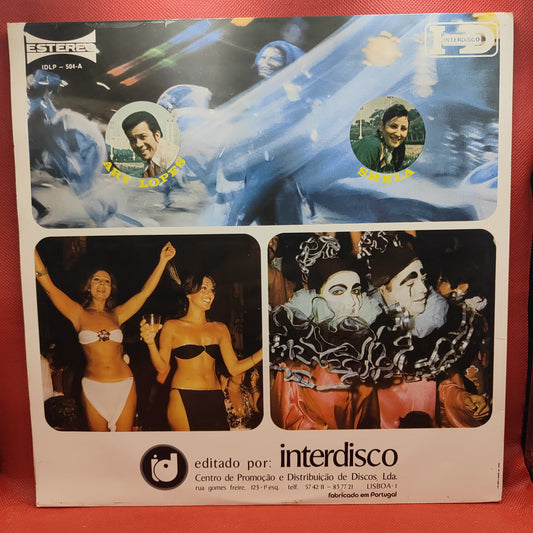 ESTEREO
IDLP - 504-A
INTERDISCO
ARY LOPES
SHEILA
editado por: interdisco
Centro de Promoção e Distribuição de Discos, Lda.
rua gomes freire, 123-1º esq. telf. 57 42 11 - 83 77 21 LISBOA-1
fabricado em Portugal